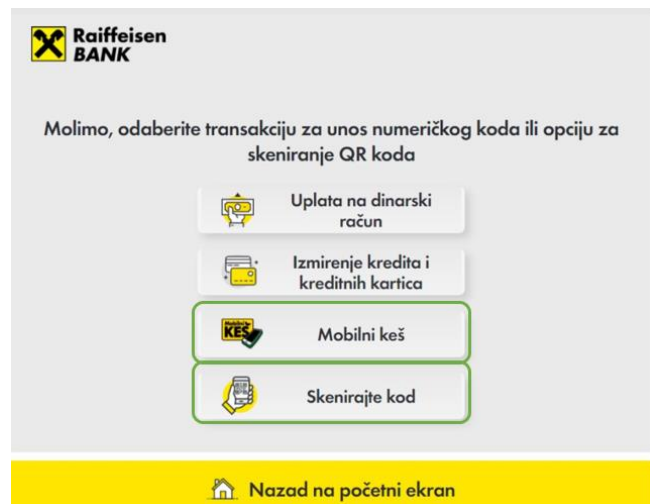 Raiffeisen
BANK
Molimo, odaberite transakciju za unos numeričkog koda ili opciju za
skeniranje QR koda
Uplata na dinarski
račun
Izmirenje kredita i
kreditnih kartica
Mobilni
KEŠ
Mobilni keš
Skenirajte kod
Nazad na početni ekran